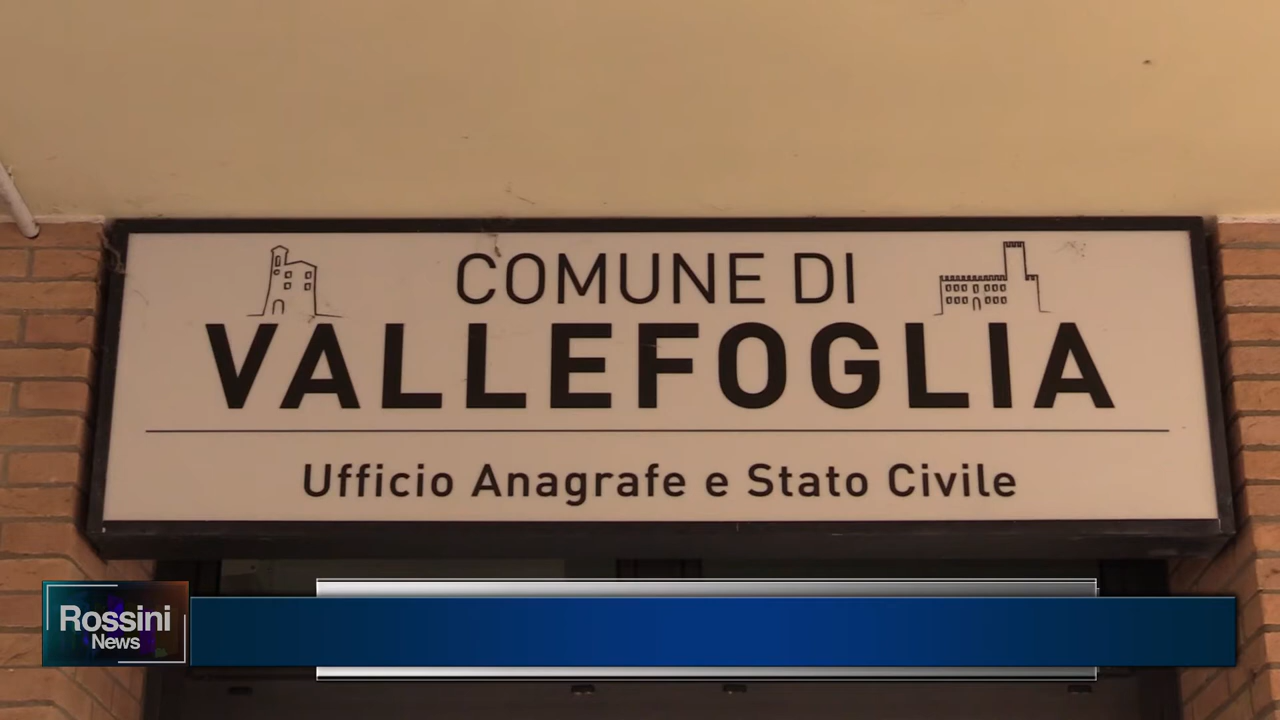 COMUNE DI
VALLEFOGLIA
Ufficio Anagrafe e Stato Civile
Rossini
News